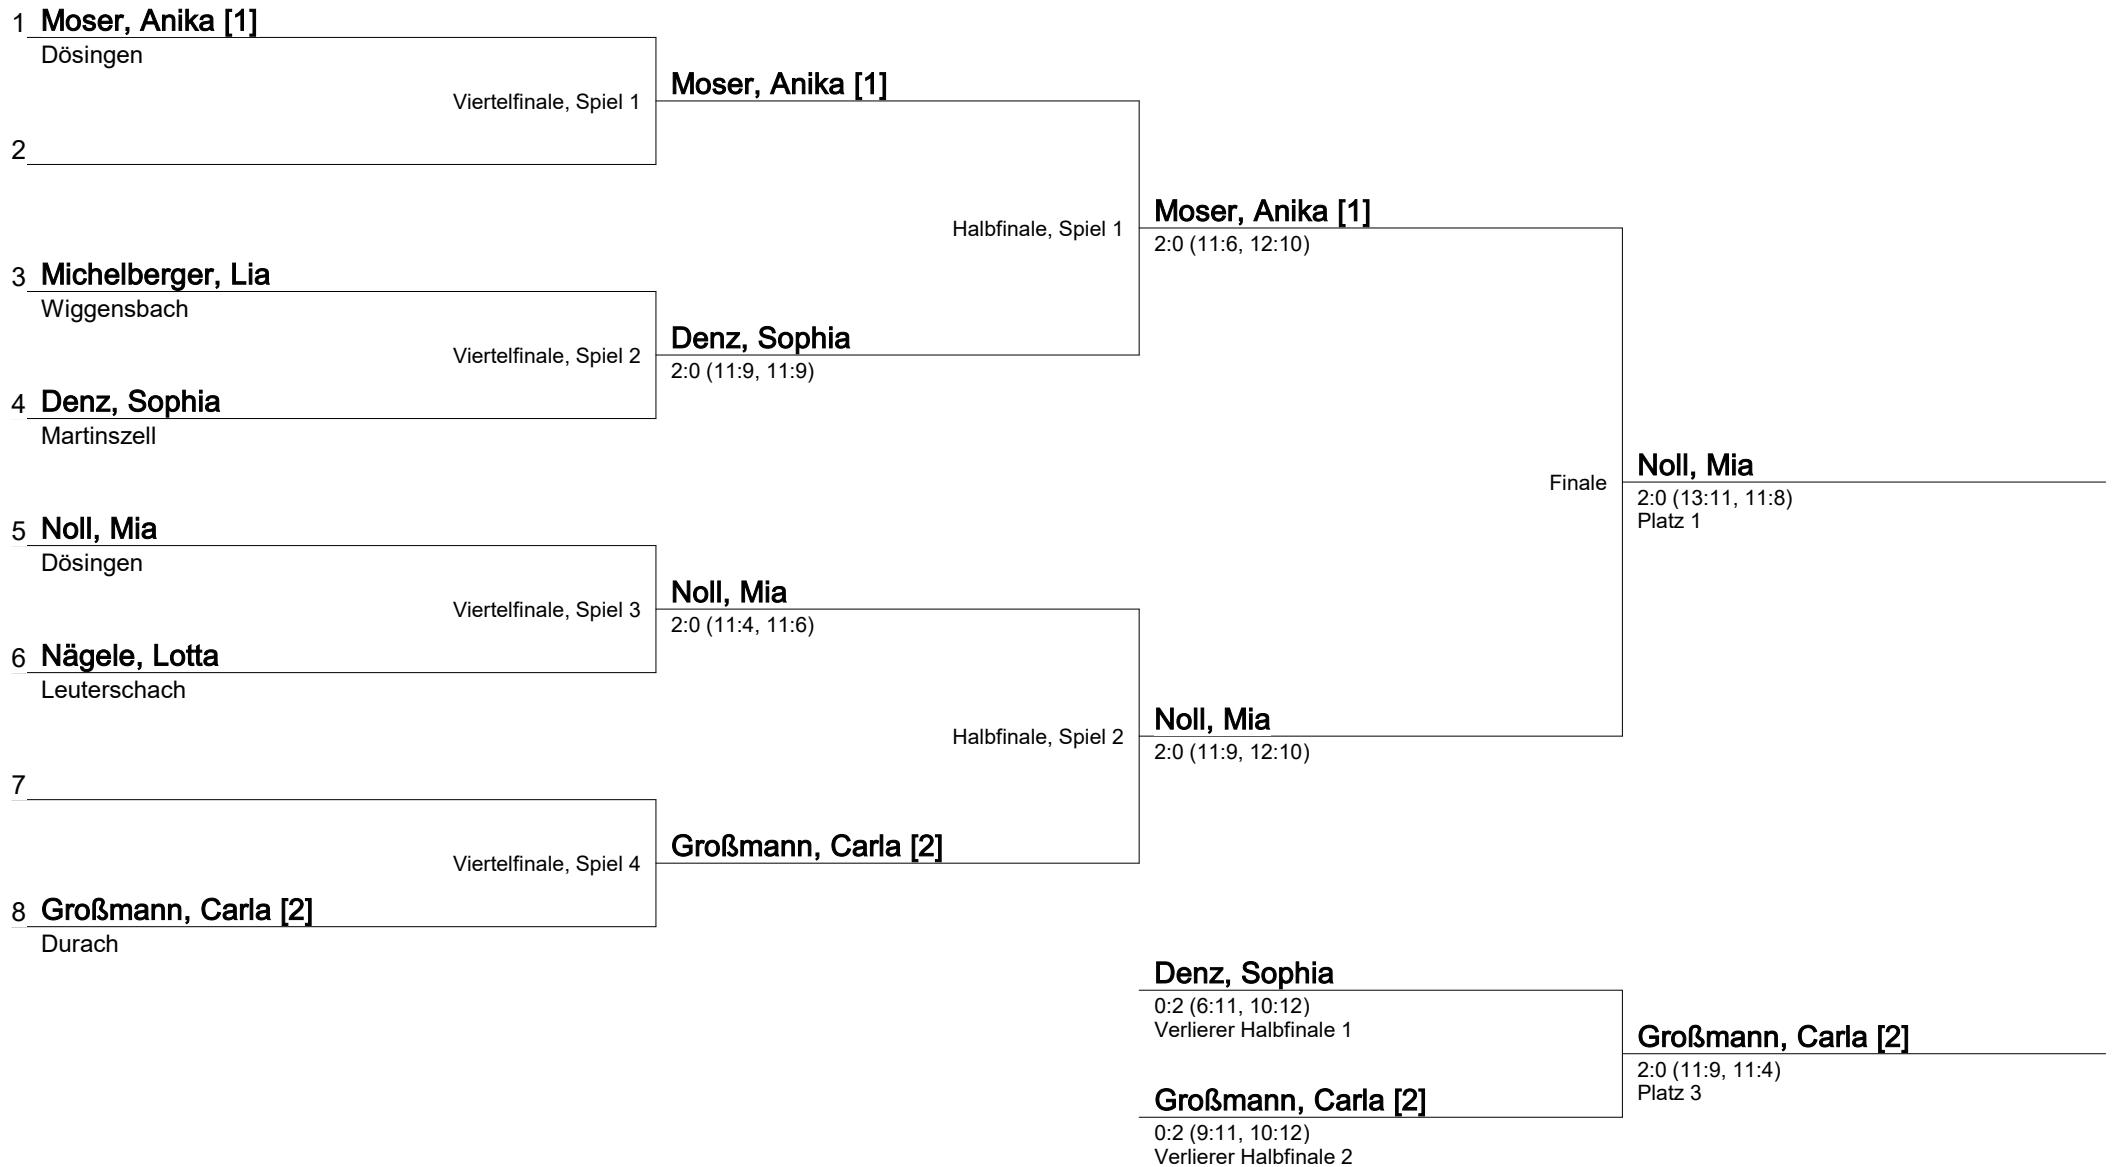 1 Moser, Anika [1]
Dösingen
Viertelfinale, Spiel 1
Moser, Anika [1]
2
Halbfinale, Spiel 1
Moser, Anika [1]
2:0 (11:6, 12:10)
3 Michelberger, Lia
Wiggensbach
Viertelfinale, Spiel 2
Denz, Sophia
2:0 (11:9, 11:9)
4 Denz, Sophia
Martinszell
Finale
Noll, Mia
2:0 (13:11, 11:8)
Platz 1
5 Noll, Mia
Dösingen
Viertelfinale, Spiel 3
Noll, Mia
2:0 (11:4, 11:6)
6 Nägele, Lotta
Leuterschach
Halbfinale, Spiel 2
Noll, Mia
2:0 (11:9, 12:10)
7
Viertelfinale, Spiel 4
Großmann, Carla [2]
8 Großmann, Carla [2]
Durach
Denz, Sophia
0:2 (6:11, 10:12)
Verlierer Halbfinale 1
Großmann, Carla [2]
2:0 (11:9, 11:4)
Platz 3
Großmann, Carla [2]
0:2 (9:11, 10:12)
Verlierer Halbfinale 2